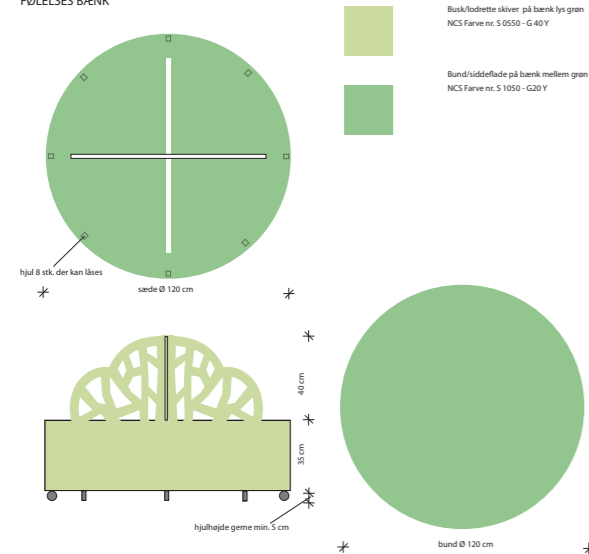 FØLELSES BÆNK
Busk/lodrette skiver på bænk lys grøn
NCS Farve nr. S 0550 - G 40 Y
Bund/siddeflade på bænk mellem grøn
NCS Farve nr. S 1050 - G20 Y
hjul 8 stk. der kan låses
sæde Ø 120 cm
40 cm
35 cm
hjulhøjde gerne min. 5 cm
bund Ø 120 cm